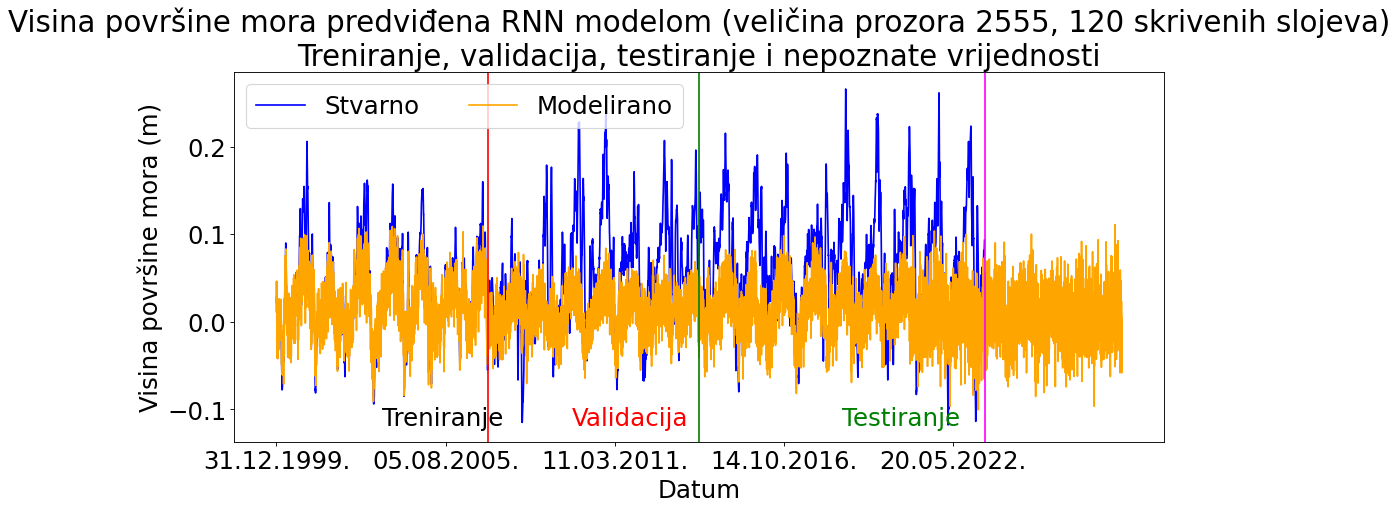 Visina površine mora predviđena RNN modelom (veličina prozora 2555, 120 skrivenih slojeva)
Treniranje, validacija, testiranje i nepoznate vrijednosti
Stvarno
Modelirano
Visina površine mora (m)
0.2
0.1
0.0
−0.1
Treniranje
Validacija
Testiranje
31.12.1999.
05.08.2005.
11.03.2011.
14.10.2016.
20.05.2022.
Datum